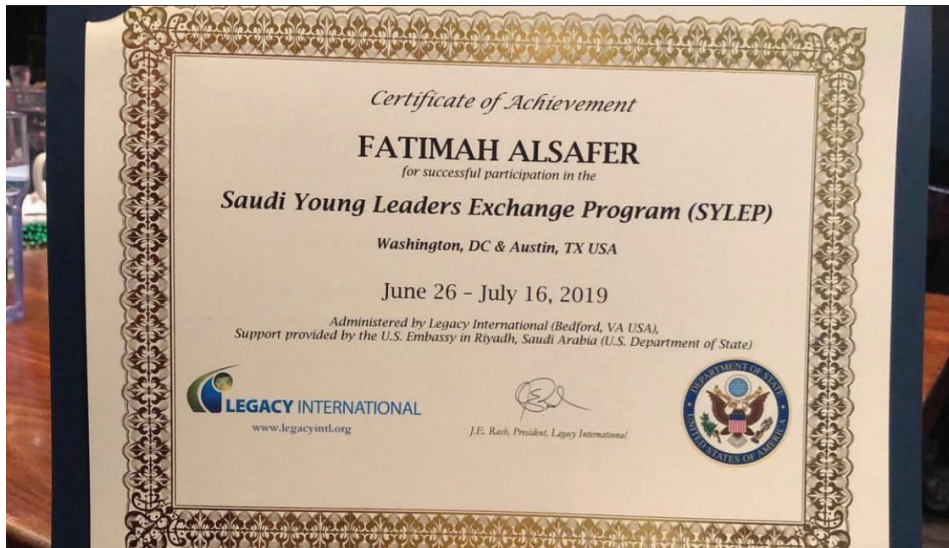 Certificate of Achievement
FATIMAH ALSAFER
for successful participation in the
Saudi Young Leaders Exchange Program (SYLEP)
Washington, DC & Austin, TX USA
June 26 – July 16, 2019
Administered by Legacy International (Bedford, VA USA),
Support provided by the U.S. Embassy in Riyadh, Saudi Arabia (U.S. Department of State)
LEGACY INTERNATIONAL
www.legacyintl.org
J.E. Rash, President, Legacy International
DEPARTMENT OF STATE
UNITED STATES OF AMERICA